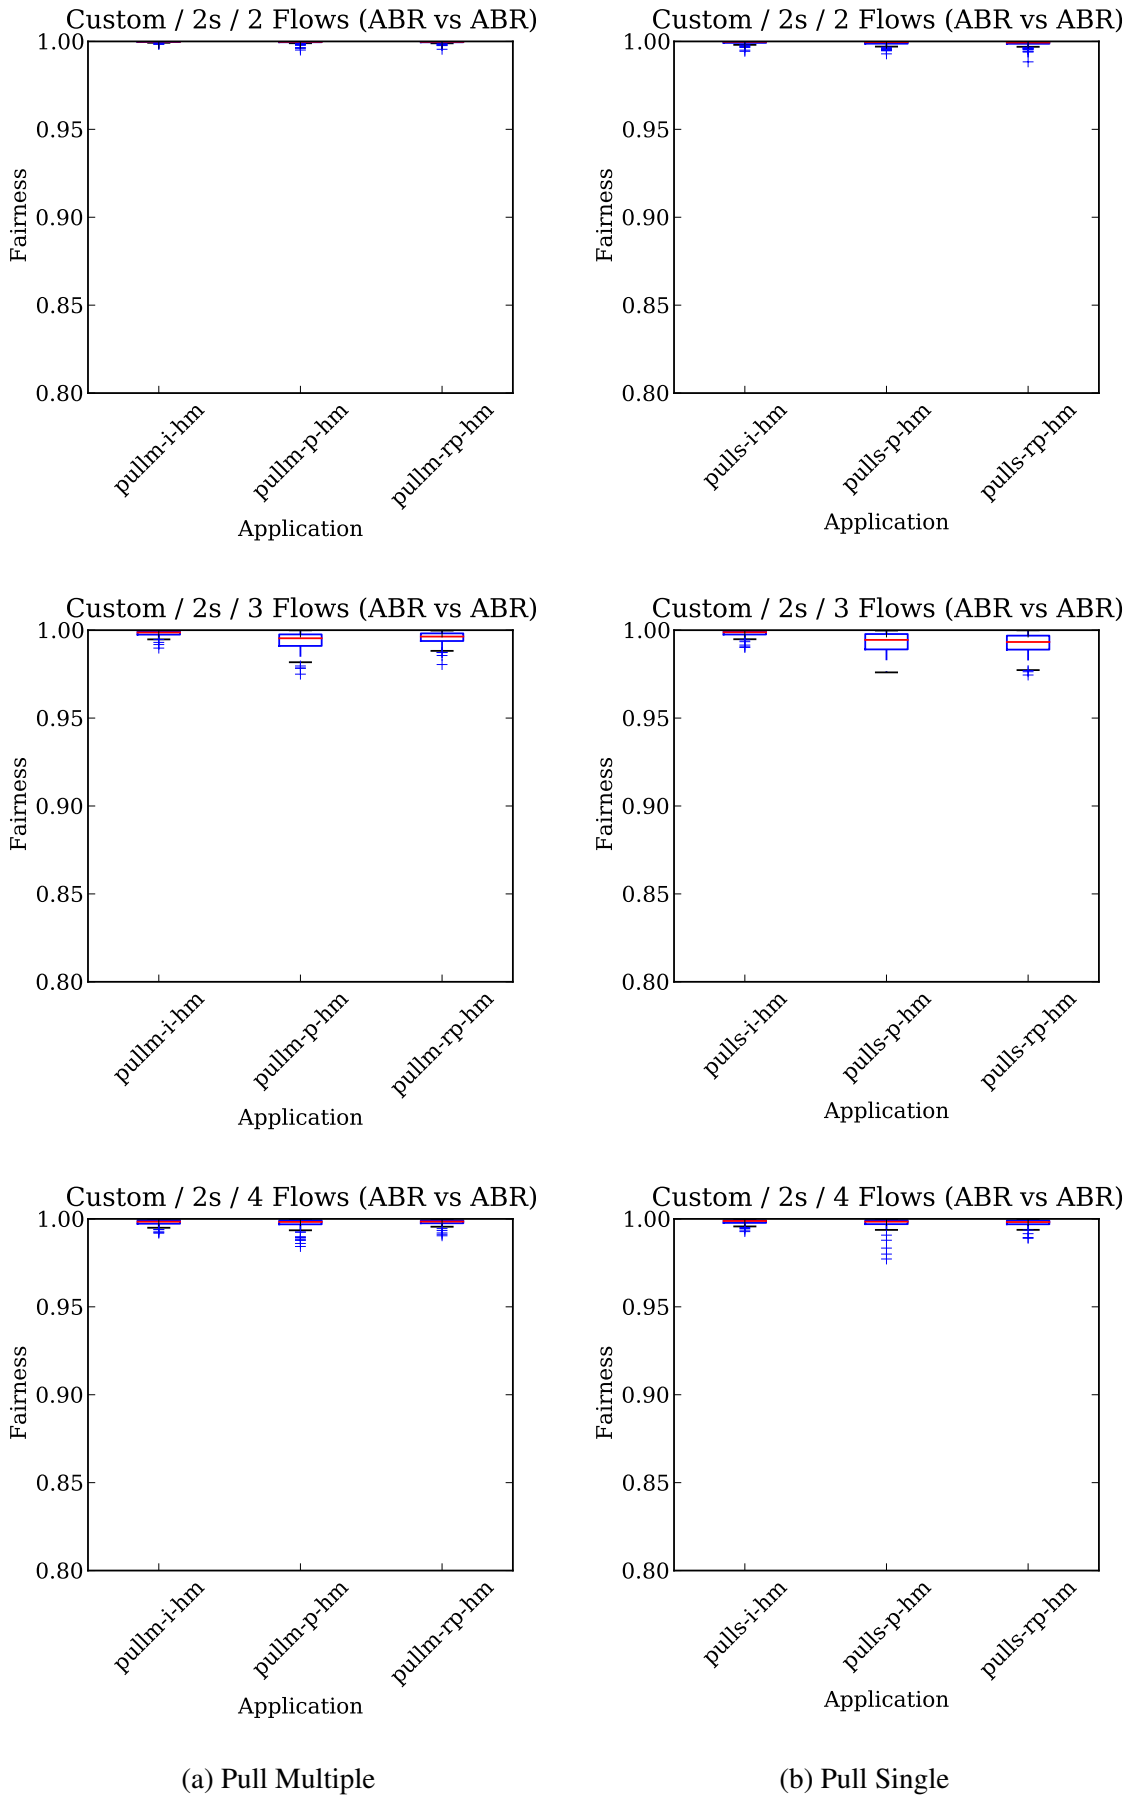 Custom / 2s / 2 Flows (ABR vs ABR)
1.00
0.95
0.90
0.85
0.80
Fairness
pullm-i-hm
pullm-p-hm
pullm-rp-hm
Application
Custom / 2s / 2 Flows (ABR vs ABR)
1.00
0.95
0.90
0.85
0.80
Fairness
pulls-i-hm
pulls-p-hm
pulls-rp-hm
Application
Custom / 2s / 3 Flows (ABR vs ABR)
1.00
0.95
0.90
0.85
0.80
Fairness
pullm-i-hm
pullm-p-hm
pullm-rp-hm
Application
Custom / 2s / 3 Flows (ABR vs ABR)
1.00
0.95
0.90
0.85
0.80
Fairness
pulls-i-hm
pulls-p-hm
pulls-rp-hm
Application
Custom / 2s / 4 Flows (ABR vs ABR)
1.00
0.95
0.90
0.85
0.80
Fairness
pullm-i-hm
pullm-p-hm
pullm-rp-hm
Application
Custom / 2s / 4 Flows (ABR vs ABR)
1.00
0.95
0.90
0.85
0.80
Fairness
pulls-i-hm
pulls-p-hm
pulls-rp-hm
Application
(a) Pull Multiple
(b) Pull Single